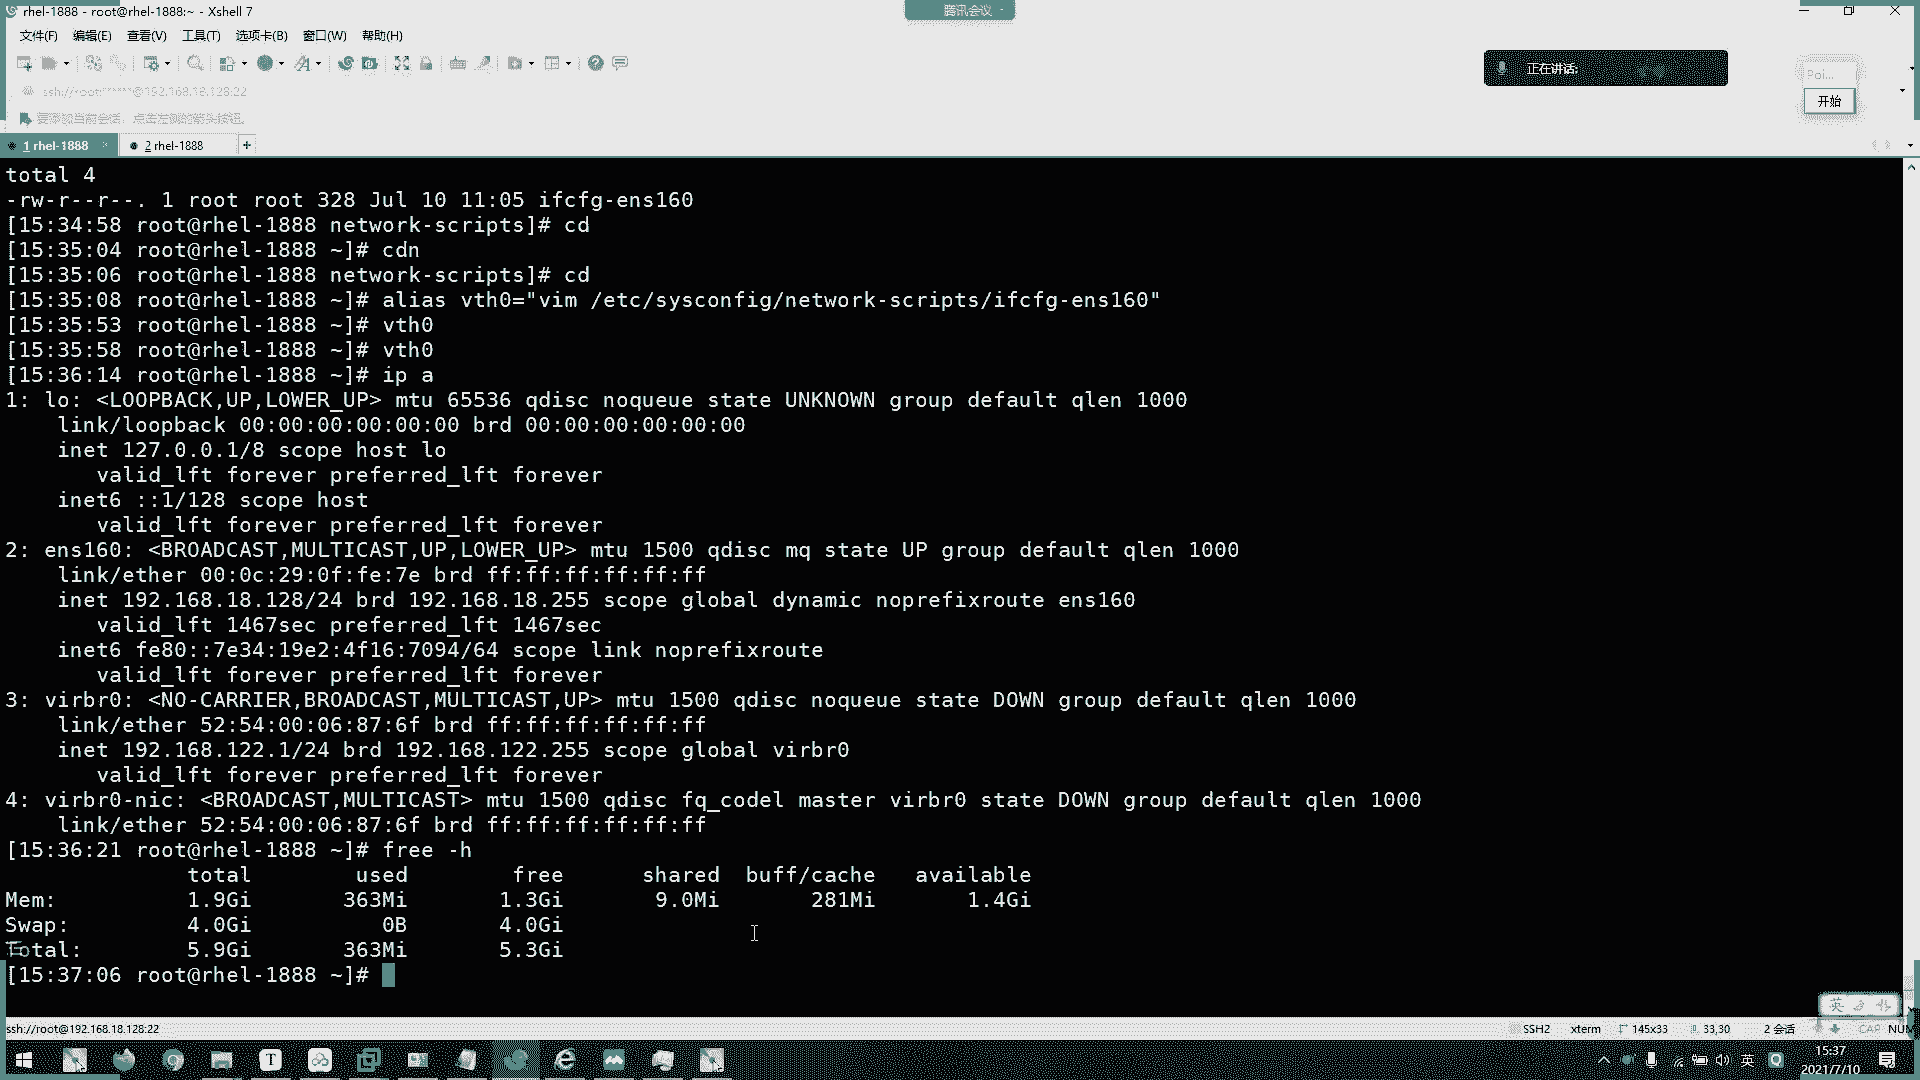 rhel-1888 - root@rhel-1888:~ - Xshell 7
腾讯会议
文件(F) 编辑(E) 查看(V) 工具(T) 选项卡(B) 窗口(W) 帮助(H)
正在讲话:
Poi...
开始
ssh://root:******@192.168.18.128:22
要添加当前会话，点击左侧的箭头按钮。
1 rhel-1888
2 rhel-1888
total 4
-rw-r--r--. 1 root root 328 Jul 10 11:05 ifcfg-ens160
[15:34:58 root@rhel-1888 network-scripts]# cd
[15:35:04 root@rhel-1888 ~]# cdn
[15:35:06 root@rhel-1888 network-scripts]# cd
[15:35:08 root@rhel-1888 ~]# alias vth0="vim /etc/sysconfig/network-scripts/ifcfg-ens160"
[15:35:53 root@rhel-1888 ~]# vth0
[15:35:58 root@rhel-1888 ~]# vth0
[15:36:14 root@rhel-1888 ~]# ip a
1: lo: <LOOPBACK,UP,LOWER_UP> mtu 65536 qdisc noqueue state UNKNOWN group default qlen 1000
link/loopback 00:00:00:00:00:00 brd 00:00:00:00:00:00
inet 127.0.0.1/8 scope host lo
valid_lft forever preferred_lft forever
inet6 ::1/128 scope host
valid_lft forever preferred_lft forever
2: ens160: <BROADCAST,MULTICAST,UP,LOWER_UP> mtu 1500 qdisc mq state UP group default qlen 1000
link/ether 00:0c:29:0f:fe:7e brd ff:ff:ff:ff:ff:ff
inet 192.168.18.128/24 brd 192.168.18.255 scope global dynamic noprefixroute ens160
valid_lft 1467sec preferred_lft 1467sec
inet6 fe80::7e34:19e2:4f16:7094/64 scope link noprefixroute
valid_lft forever preferred_lft forever
3: virbr0: <NO-CARRIER,BROADCAST,MULTICAST,UP> mtu 1500 qdisc noqueue state DOWN group default qlen 1000
link/ether 52:54:00:06:87:6f brd ff:ff:ff:ff:ff:ff
inet 192.168.122.1/24 brd 192.168.122.255 scope global virbr0
valid_lft forever preferred_lft forever
4: virbr0-nic: <BROADCAST,MULTICAST> mtu 1500 qdisc fq_codel master virbr0 state DOWN group default qlen 1000
link/ether 52:54:00:06:87:6f brd ff:ff:ff:ff:ff:ff
[15:36:21 root@rhel-1888 ~]# free -h
total used free shared buff/cache available
Mem: 1.9Gi 363Mi 1.3Gi 9.0Mi 281Mi 1.4Gi
Swap: 4.0Gi 0B 4.0Gi
Total: 5.9Gi 363Mi 5.3Gi
[15:37:06 root@rhel-1888 ~]#
英
ssh://root@192.168.18.128:22 SSH2 xterm 145x33 33,30 2 会话 CAP NUM
英 15:37
2021/7/10